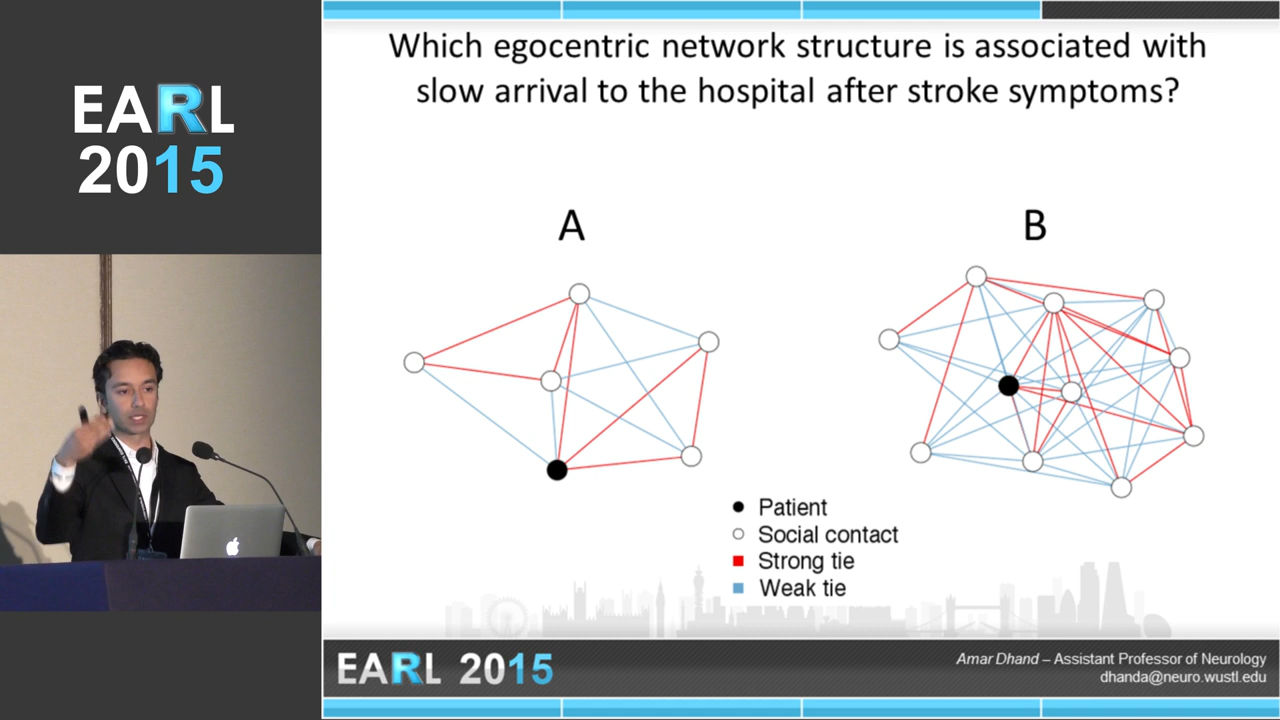 EARL
2015
Which egocentric network structure is associated with
slow arrival to the hospital after stroke symptoms?
A
B
Patient
Social contact
Strong tie
Weak tie
EARL 2015
Amar Dhand – Assistant Professor of Neurology
dhanda@neuro.wustl.edu